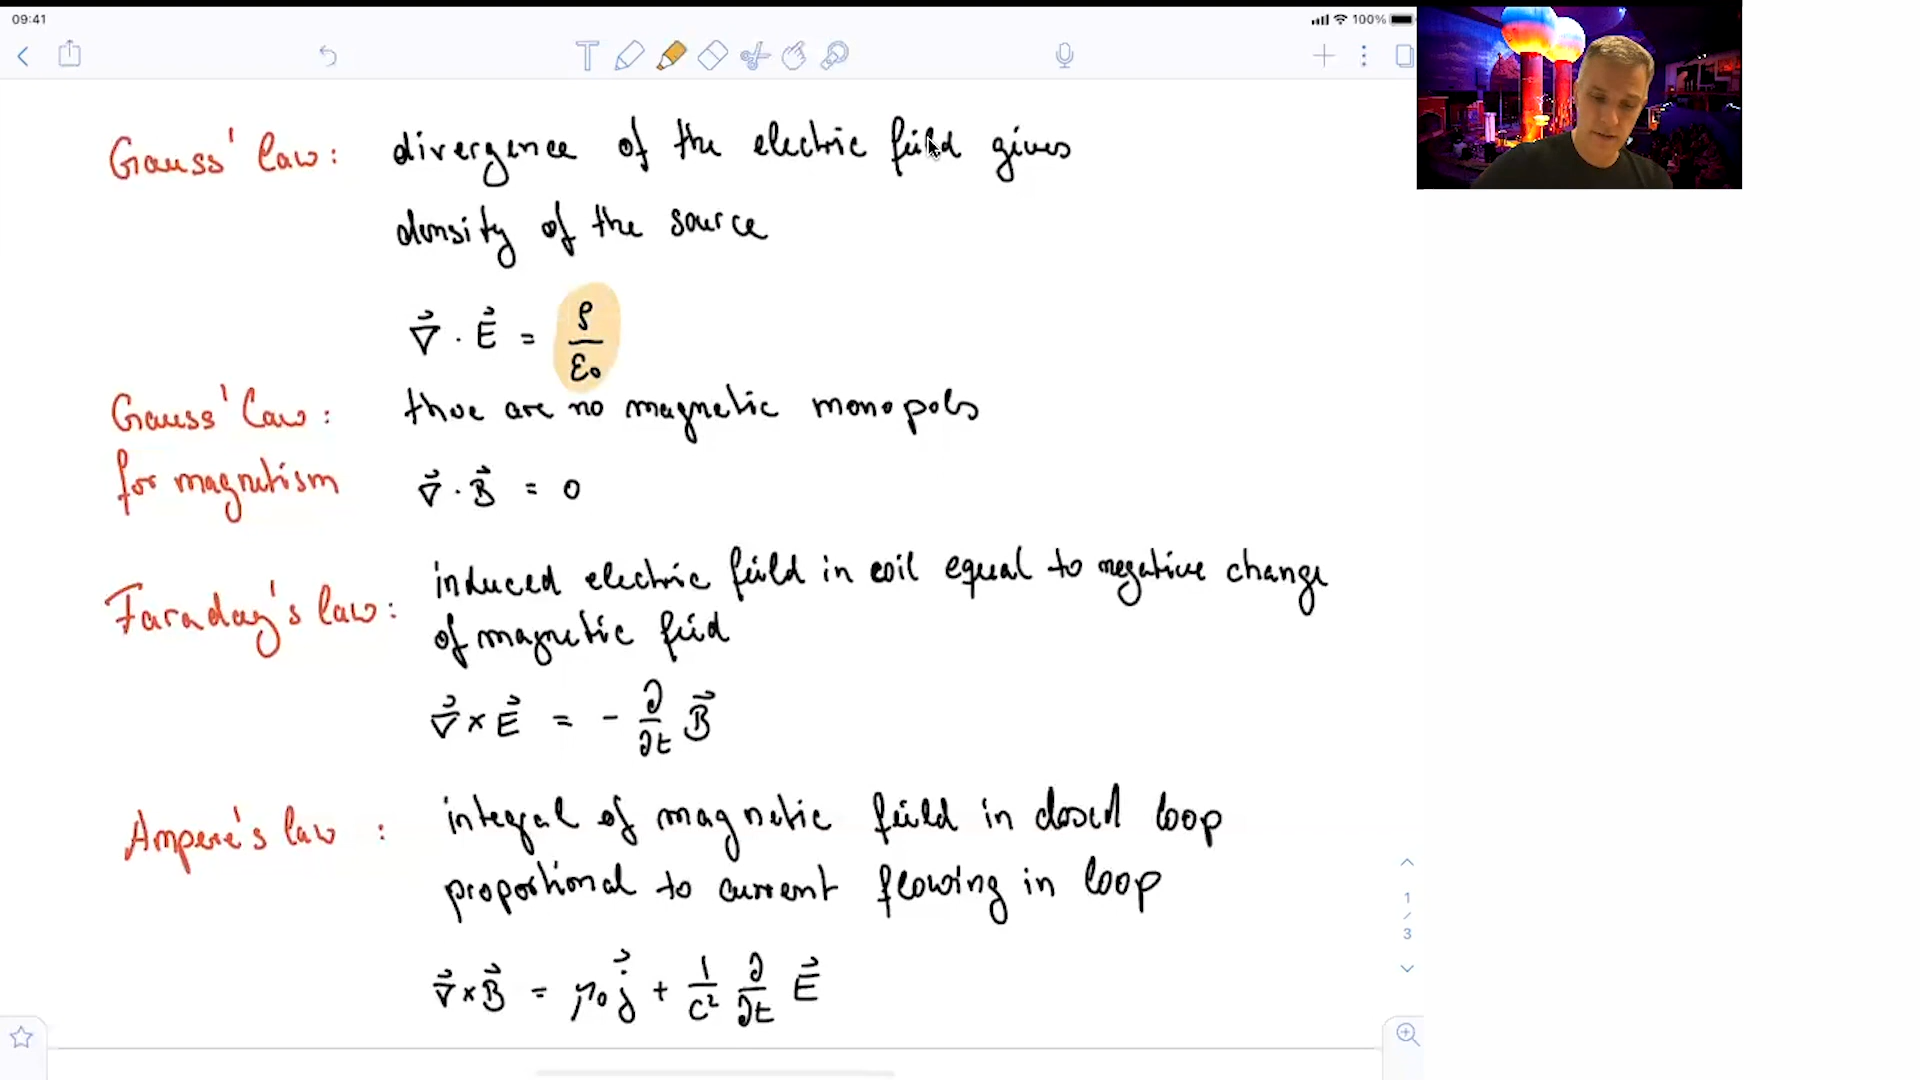 09:41
100%
Gauss' law: divergence of the electric field gives
density of the source
∇⃗ · E⃗ = ρ/ε₀
Gauss' law: there are no magnetic monopols
for magnetism
∇⃗ · B⃗ = 0
Faraday's law: induced electric field in coil equal to negative change
of magnetic field
∇⃗ × E⃗ = - ∂/∂t B⃗
Ampere's law: integral of magnetic field in closed loop
proportional to current flowing in loop
∇⃗ × B⃗ = μ₀ j⃗ + 1/c² ∂/∂t E⃗
1
/
3